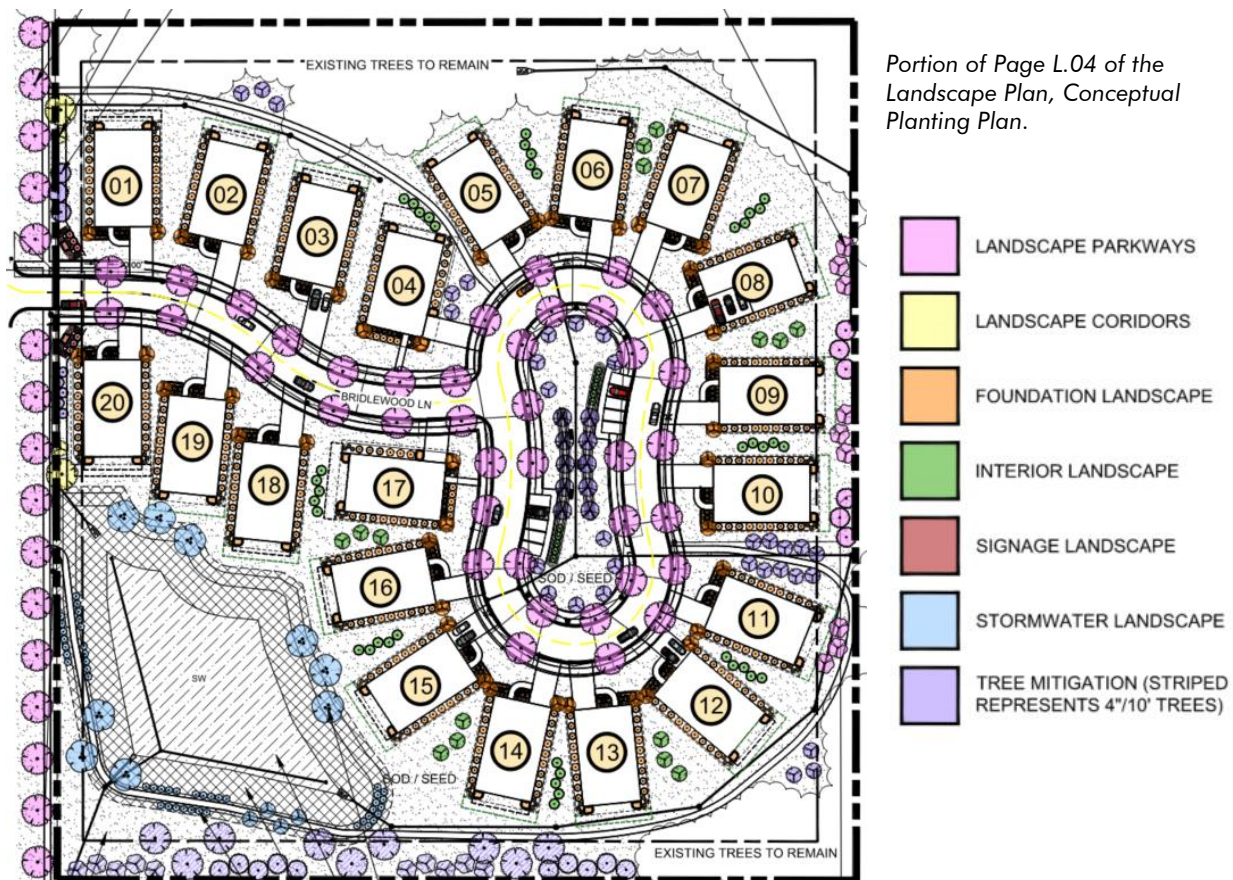 Portion of Page L.04 of the
Landscape Plan, Conceptual
Planting Plan.
EXISTING TREES TO REMAIN
01
02
03
04
05
06
07
08
09
10
11
12
13
14
15
16
17
18
19
20
BRIDLEWOOD LN
SOD / SEED
SW
SOD / SEED
EXISTING TREES TO REMAIN
LANDSCAPE PARKWAYS
LANDSCAPE CORIDORS
FOUNDATION LANDSCAPE
INTERIOR LANDSCAPE
SIGNAGE LANDSCAPE
STORMWATER LANDSCAPE
TREE MITIGATION (STRIPED
REPRESENTS 4"/10' TREES)